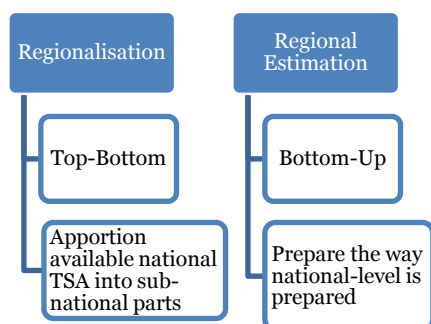 Regionalisation
Top-Bottom
Apportion
available national
TSA into sub-
national parts
Regional
Estimation
Bottom-Up
Prepare the way
national-level is
prepared